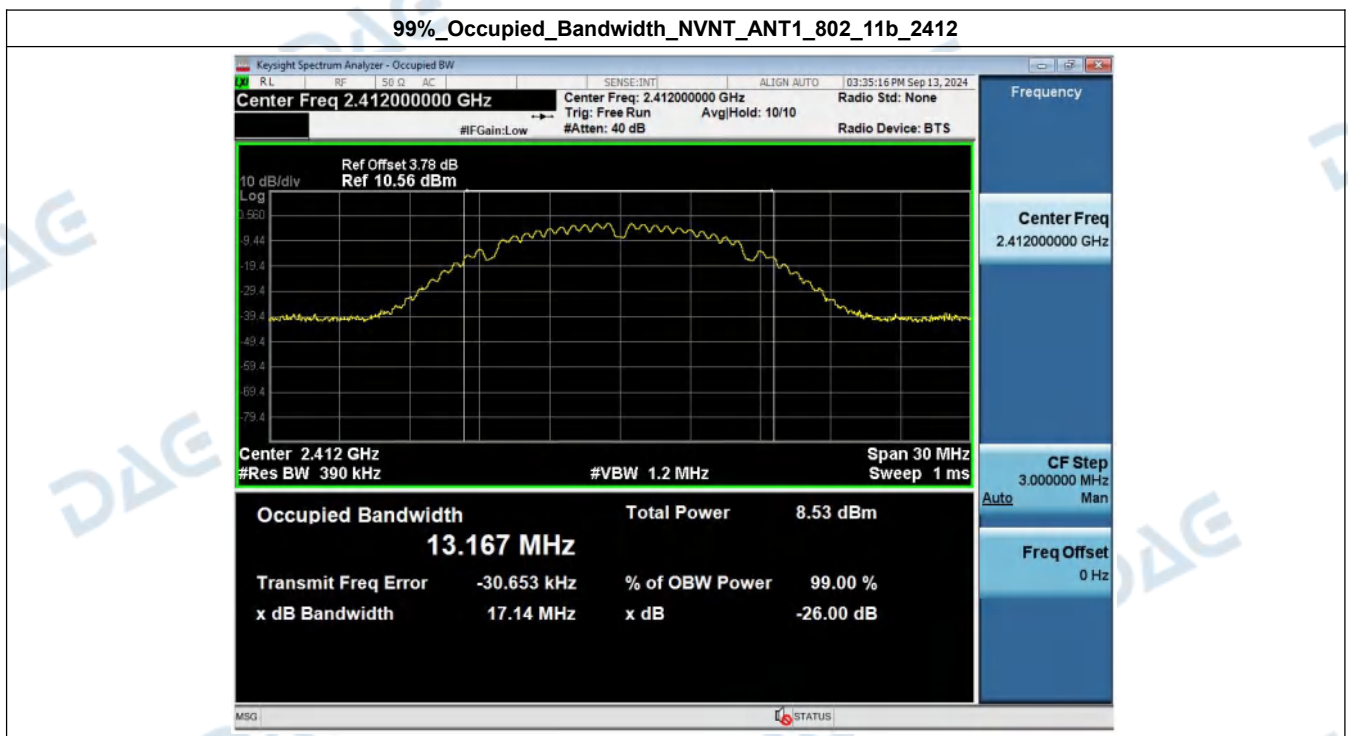 99%_Occupied_Bandwidth_NVNT_ANT1_802_11b_2412
Keysight Spectrum Analyzer - Occupied BW
LXI RL RF 50 Ω AC SENSE:INT ALIGN AUTO 03:35:16 PM Sep 13, 2024
Center Freq 2.412000000 GHz
Center Freq: 2.412000000 GHz Radio Std: None
Trig: Free Run Avg|Hold: 10/10
#IFGain:Low #Atten: 40 dB Radio Device: BTS
Ref Offset 3.78 dB
10 dB/div Ref 10.56 dBm
Log
0.560
-9.44
-19.4
-29.4
-39.4
-49.4
-59.4
-69.4
-79.4
Center 2.412 GHz Span 30 MHz
#Res BW 390 kHz #VBW 1.2 MHz Sweep 1 ms
Occupied Bandwidth Total Power 8.53 dBm
13.167 MHz
Transmit Freq Error -30.653 kHz % of OBW Power 99.00 %
x dB Bandwidth 17.14 MHz x dB -26.00 dB
MSG STATUS
Frequency
Center Freq
2.412000000 GHz
CF Step
3.000000 MHz
Auto Man
Freq Offset
0 Hz
DAE
DAE
DAE